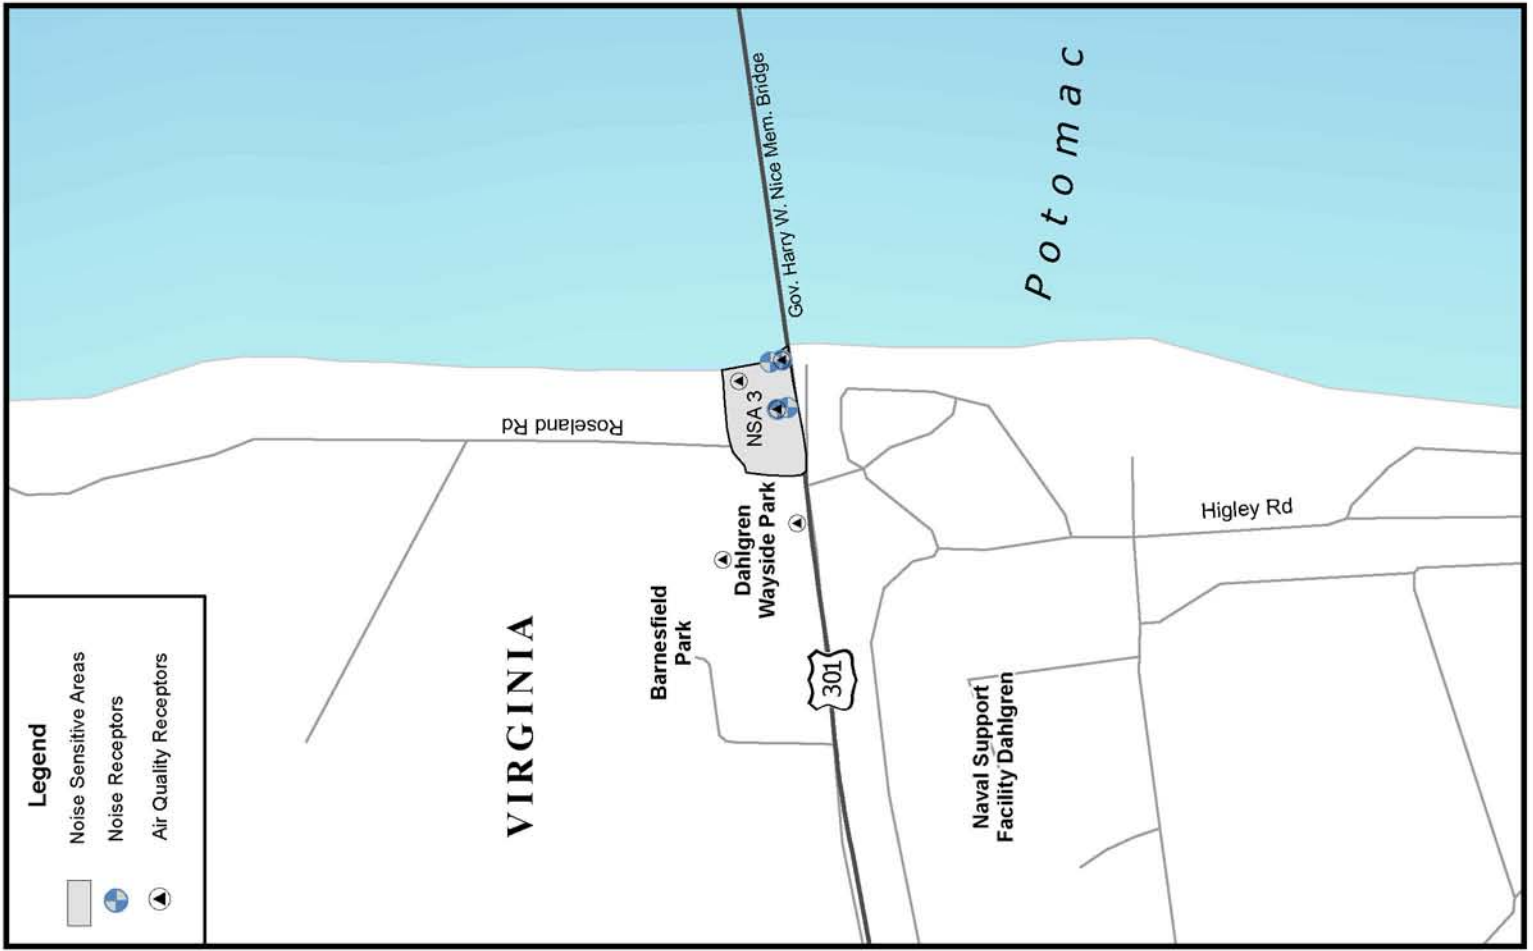 Legend
Noise Sensitive Areas
Noise Receptors
Air Quality Receptors
VIRGINIA
Roseland Rd
Barnesfield
Park
Dahlgren
Wayside Park
NSA 3
Gov. Harry W. Nice Mem. Bridge
301
Naval Support
Facility Dahlgren
Potomac
Higley Rd